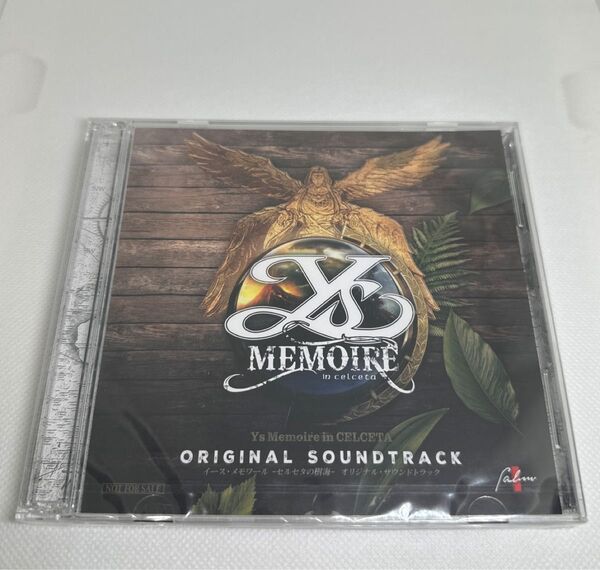 Ys
MEMOIRE
in celceta
Ys Memoire in CELCETA
ORIGINAL SOUNDTRACK
イース・メモワール -セルセタの樹海- オリジナル・サウンドトラック
NOT FOR SALE
falcom